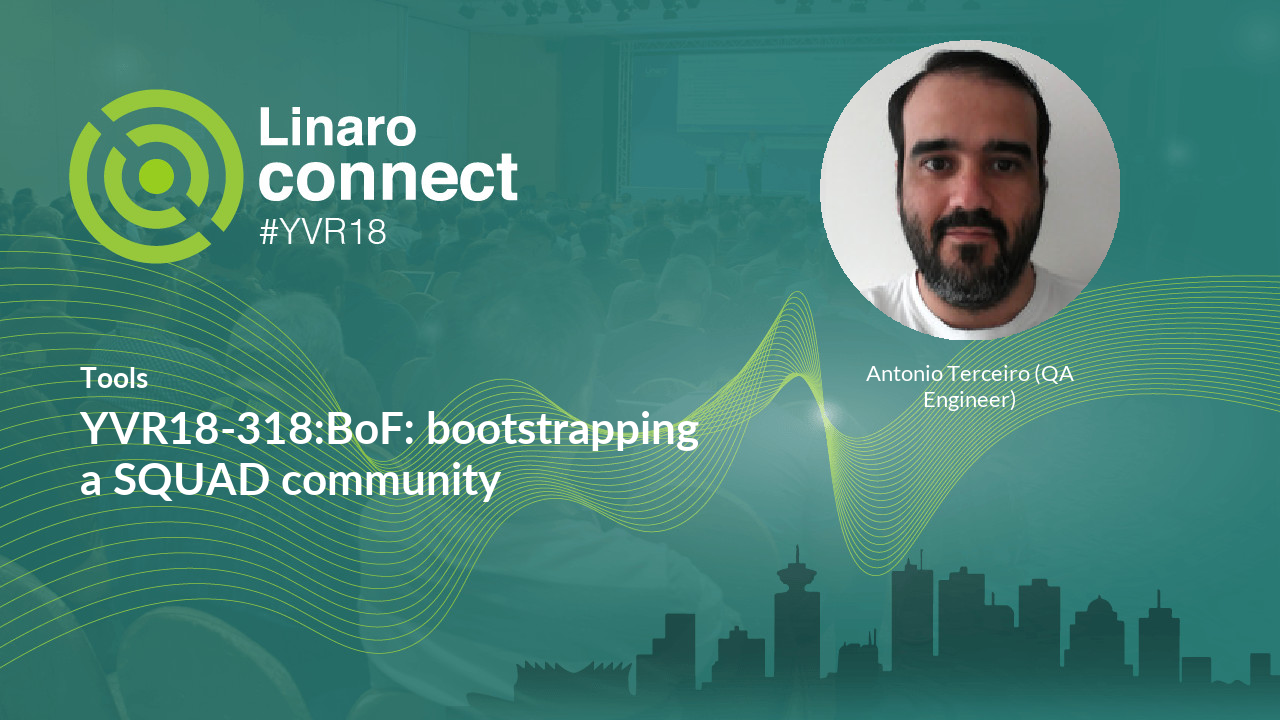 Linaro
connect
#YVR18
Tools
YVR18-318:BoF: bootstrapping
a SQUAD community
Antonio Terceiro (QA
Engineer)